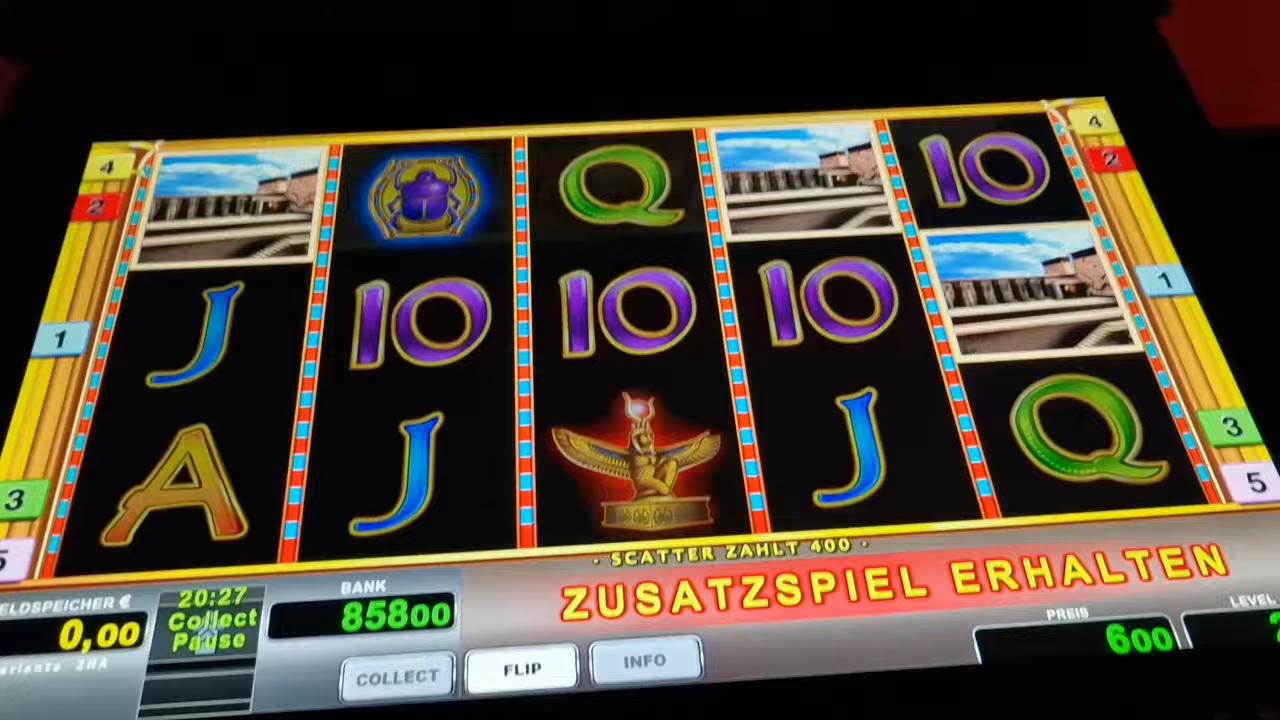 4
4
2
2
Q
10
1
J
10
10
10
1
A
J
J
Q
3
3
5
5
· SCATTER ZAHLT 400 ·
ZUSATZSPIEL ERHALTEN
ELDSPEICHER €
0,00
20:27
Collect
Pause
BANK
85800
PREIS
600
LEVEL
COLLECT
FLIP
INFO